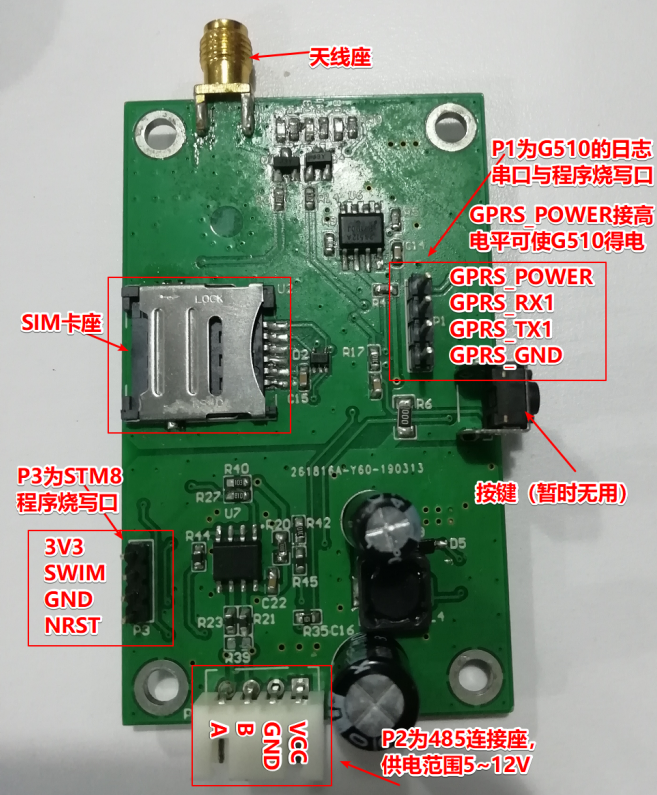 天线座
P1为G510的日志
串口与程序烧写口
GPRS_POWER接高
电平可使G510得电
GPRS_POWER
GPRS_RX1
GPRS_TX1
GPRS_GND
P1
U2
LOCK
SIM卡座
D2
C15
R17
R6
按键（暂时无用）
261816A-Y60-190313
P3为STM8
程序烧写口
3V3
SWIM
GND
NRST
P3
R40
R27
U7
R20
R42
R44
R45
C22
R23
R21
R39
R35
C16
D5
A
B
GND
VCC
P2为485连接座，
供电范围5~12V